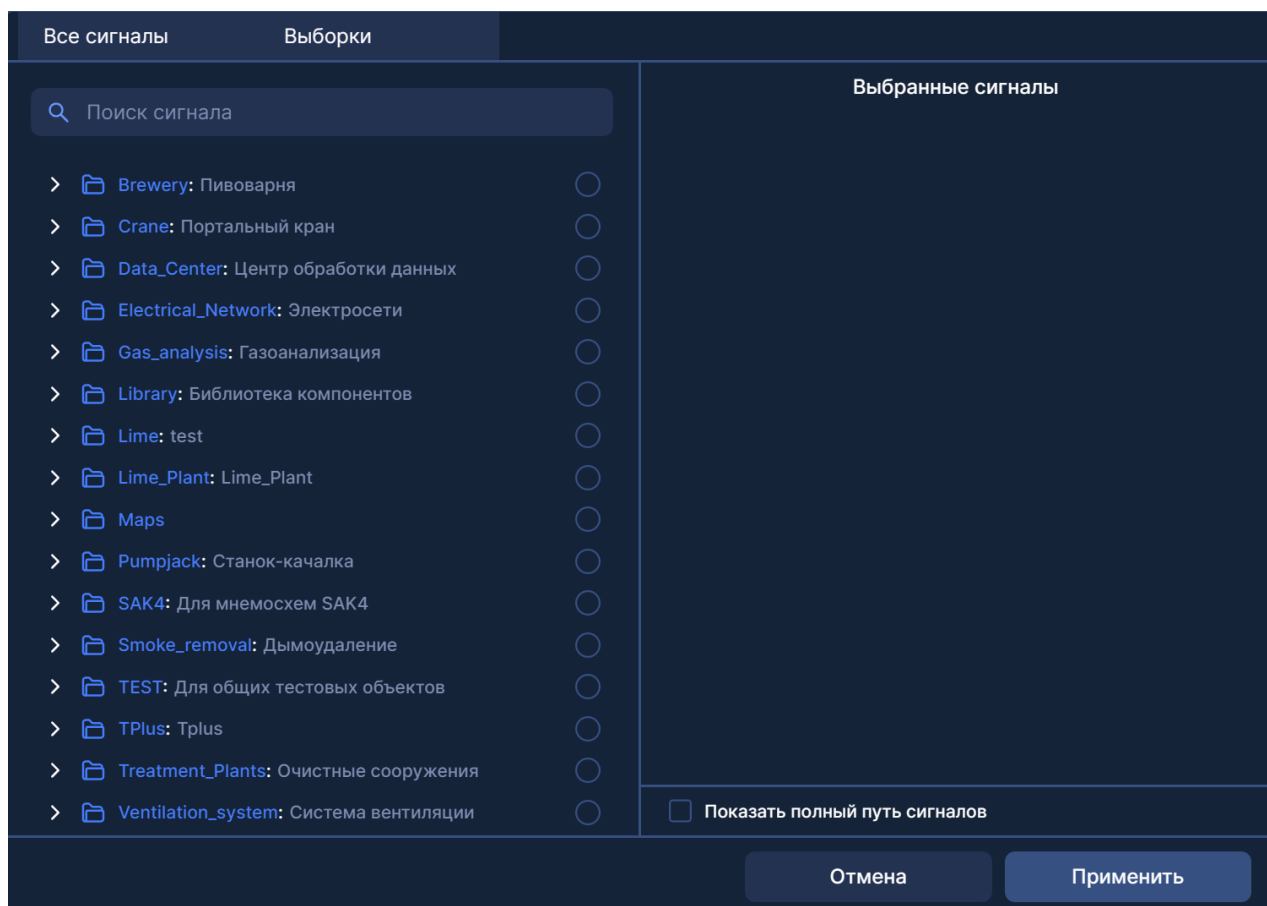 Все сигналы Выборки
Поиск сигнала
Brewery: Пивоварня
Crane: Портальный кран
Data_Center: Центр обработки данных
Electrical_Network: Электросети
Gas_analysis: Газоанализация
Library: Библиотека компонентов
Lime: test
Lime_Plant: Lime_Plant
Maps
Pumpjack: Станок-качалка
SAK4: Для мнемосхем SAK4
Smoke_removal: Дымоудаление
TEST: Для общих тестовых объектов
TPlus: Tplus
Treatment_Plants: Очистные сооружения
Ventilation_system: Система вентиляции
Выбранные сигналы
Показать полный путь сигналов
Отмена Применить